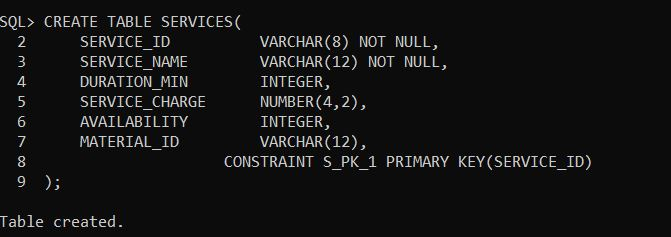 SQL> CREATE TABLE SERVICES(
  2      SERVICE_ID           VARCHAR(8) NOT NULL,
  3      SERVICE_NAME         VARCHAR(12) NOT NULL,
  4      DURATION_MIN         INTEGER,
  5      SERVICE_CHARGE       NUMBER(4,2),
  6      AVAILABILITY         INTEGER,
  7      MATERIAL_ID          VARCHAR(12),
  8                       CONSTRAINT S_PK_1 PRIMARY KEY(SERVICE_ID)
  9  );
Table created.